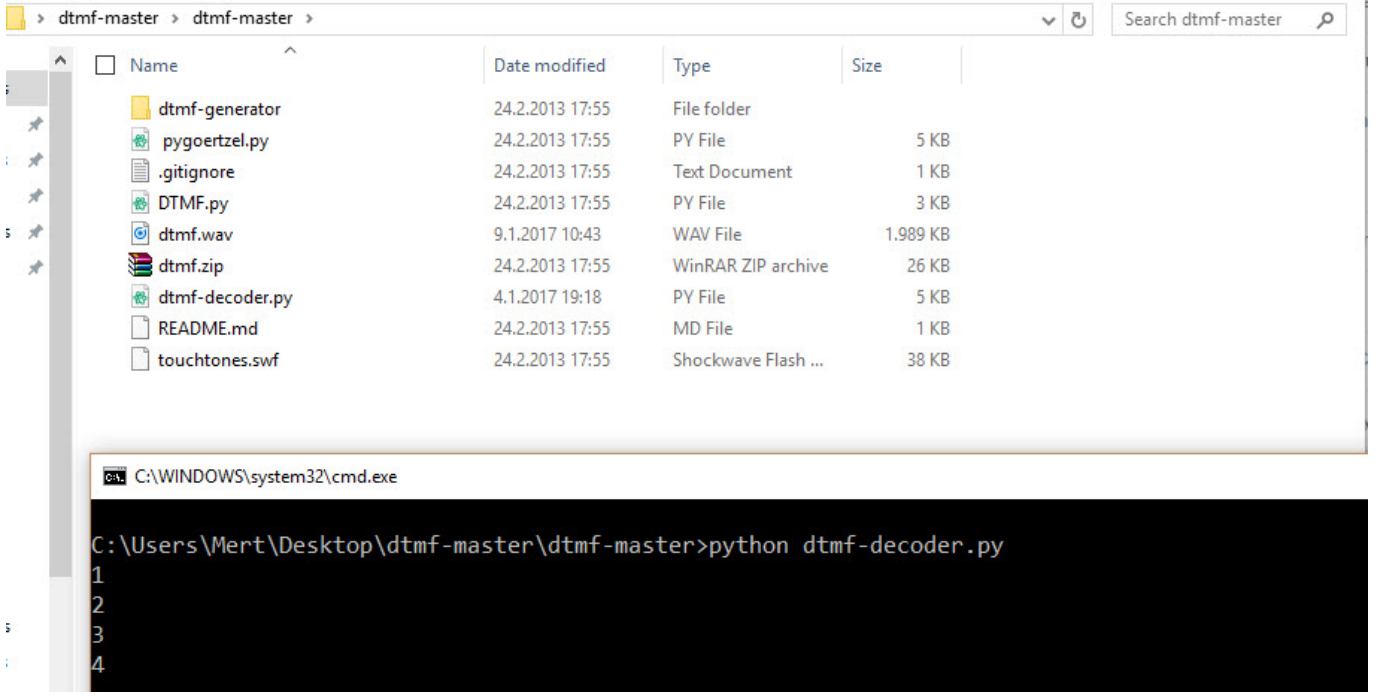 dtmf-master > dtmf-master > Search dtmf-master
Name Date modified Type Size
dtmf-generator 24.2.2013 17:55 File folder
pygoertzel.py 24.2.2013 17:55 PY File 5 KB
.gitignore 24.2.2013 17:55 Text Document 1 KB
DTMF.py 24.2.2013 17:55 PY File 3 KB
dtmf.wav 9.1.2017 10:43 WAV File 1.989 KB
dtmf.zip 24.2.2013 17:55 WinRAR ZIP archive 26 KB
dtmf-decoder.py 4.1.2017 19:18 PY File 5 KB
README.md 24.2.2013 17:55 MD File 1 KB
touchtones.swf 24.2.2013 17:55 Shockwave Flash ... 38 KB
C:\WINDOWS\system32\cmd.exe
C:\Users\Mert\Desktop\dtmf-master\dtmf-master>python dtmf-decoder.py
1
2
3
4